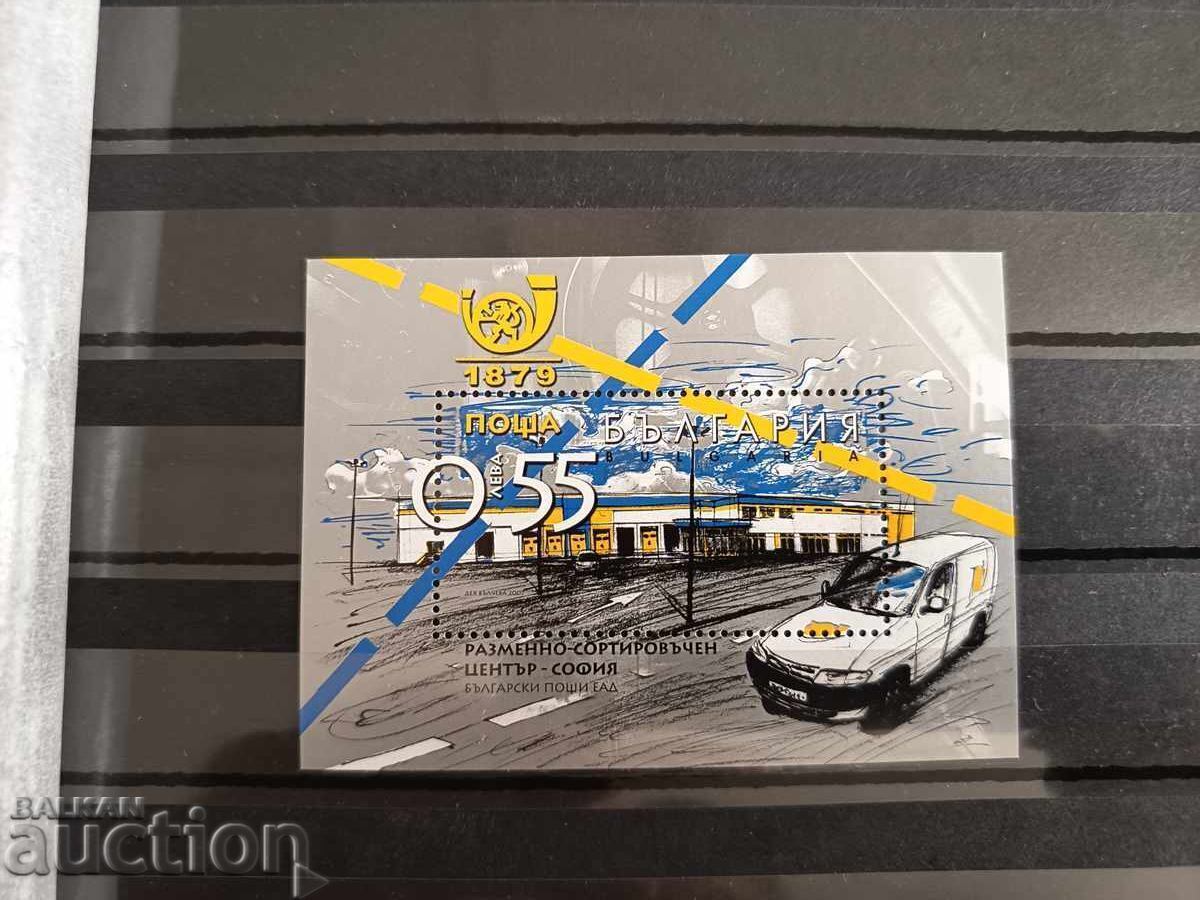 1879
ПОЩА БЪЛГАРИЯ
BULGARIA
0.55 ЛЕВА
РАЗМЕННО-СОРТИРОВЪЧЕН
ЦЕНТЪР - СОФИЯ
БЪЛГАРСКИ ПОЩИ ЕАД
BALKAN
auction